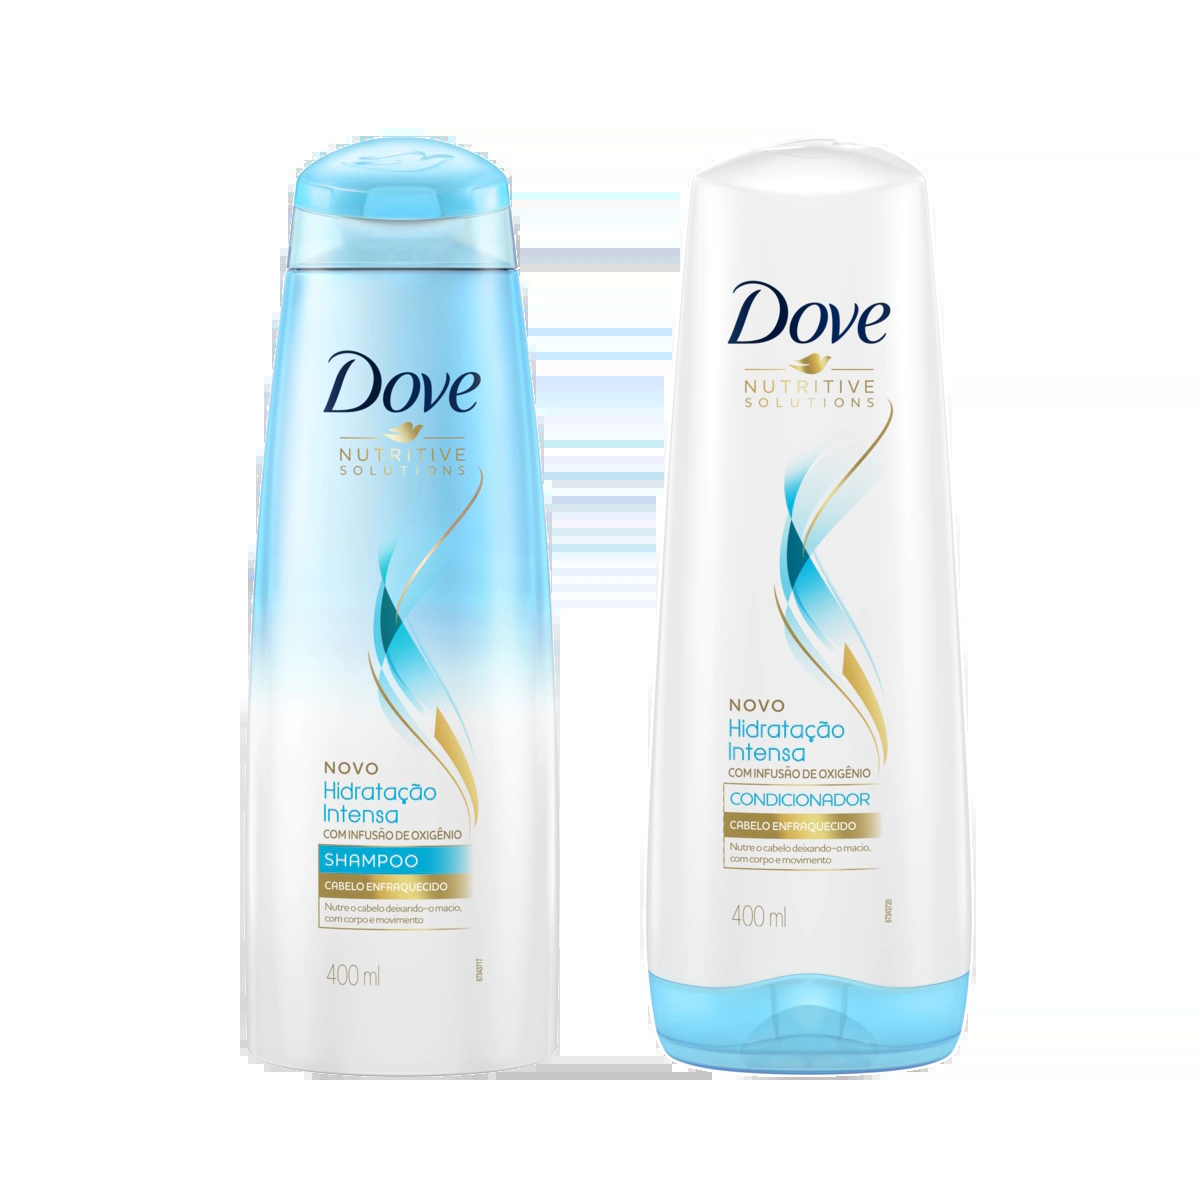 Dove
NUTRITIVE
SOLUTIONS
NOVO
Hidratação
Intensa
COM INFUSÃO DE OXIGÊNIO
SHAMPOO
CABELO ENFRAQUECIDO
Nutre o cabelo deixando-o macio,
com corpo e movimento
400 ml
67343717
Dove
NUTRITIVE
SOLUTIONS
NOVO
Hidratação
Intensa
COM INFUSÃO DE OXIGÊNIO
CONDICIONADOR
CABELO ENFRAQUECIDO
Nutre o cabelo deixando-o macio,
com corpo e movimento
400 ml
67343720